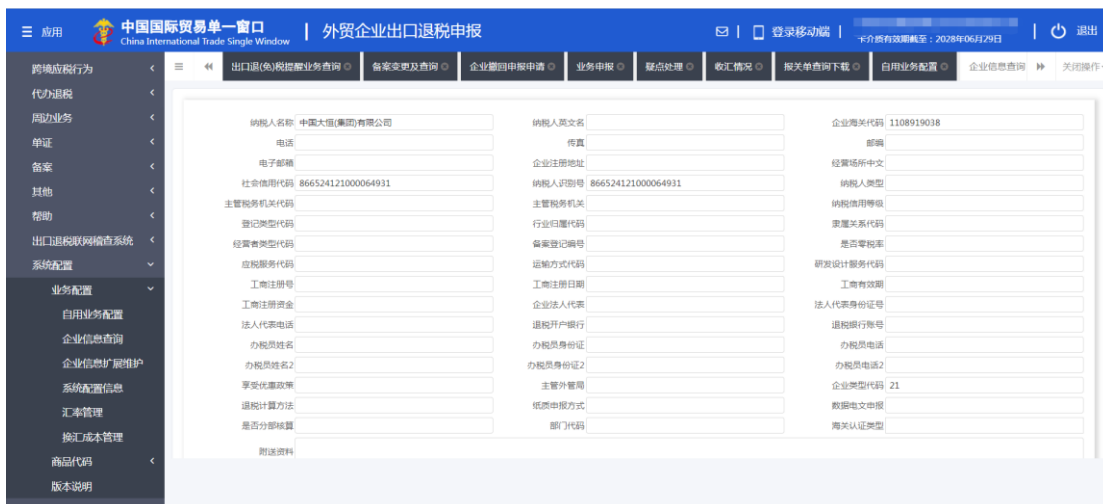 应用
中国国际贸易单一窗口
China International Trade Single Window
外贸企业出口退税申报
登录移动端
卡介质有效期截至：2028年06月29日
退出
出口退(免)税提醒业务查询 备案变更及查询 企业撤回申报申请 业务申报 疑点处理 收汇情况 报关单查询下载 自用业务配置 企业信息查询 关闭操作
跨境应税行为
代办退税
周边业务
单证
备案
其他
帮助
出口退税联网稽查系统
系统配置
业务配置
自用业务配置
企业信息查询
企业信息扩展维护
系统配置信息
汇率管理
换汇成本管理
商品代码
版本说明
纳税人名称 中国大恒(集团)有限公司 纳税人英文名 企业海关代码 1108919038
电话 传真 邮编
电子邮箱 企业注册地址 经营场所中文
社会信用代码 866524121000064931 纳税人识别号 866524121000064931 纳税人类型
主管税务机关代码 主管税务机关 纳税信用等级
登记类型代码 行业归属代码 隶属关系代码
经营者类型代码 备案登记编号 是否零税率
应税服务代码 运输方式代码 研发设计服务代码
工商注册号 工商注册日期 工商有效期
工商注册资金 企业法人代表 法人代表身份证号
法人代表电话 退税开户银行 退税银行账号
办税员姓名 办税员身份证 办税员电话
办税员姓名2 办税员身份证2 办税员电话2
享受优惠政策 主管外管局 企业类型代码 21
退税计算方法 纸质申报方式 数据电文申报
是否分部核算 部门代码 海关认证类型
附送资料